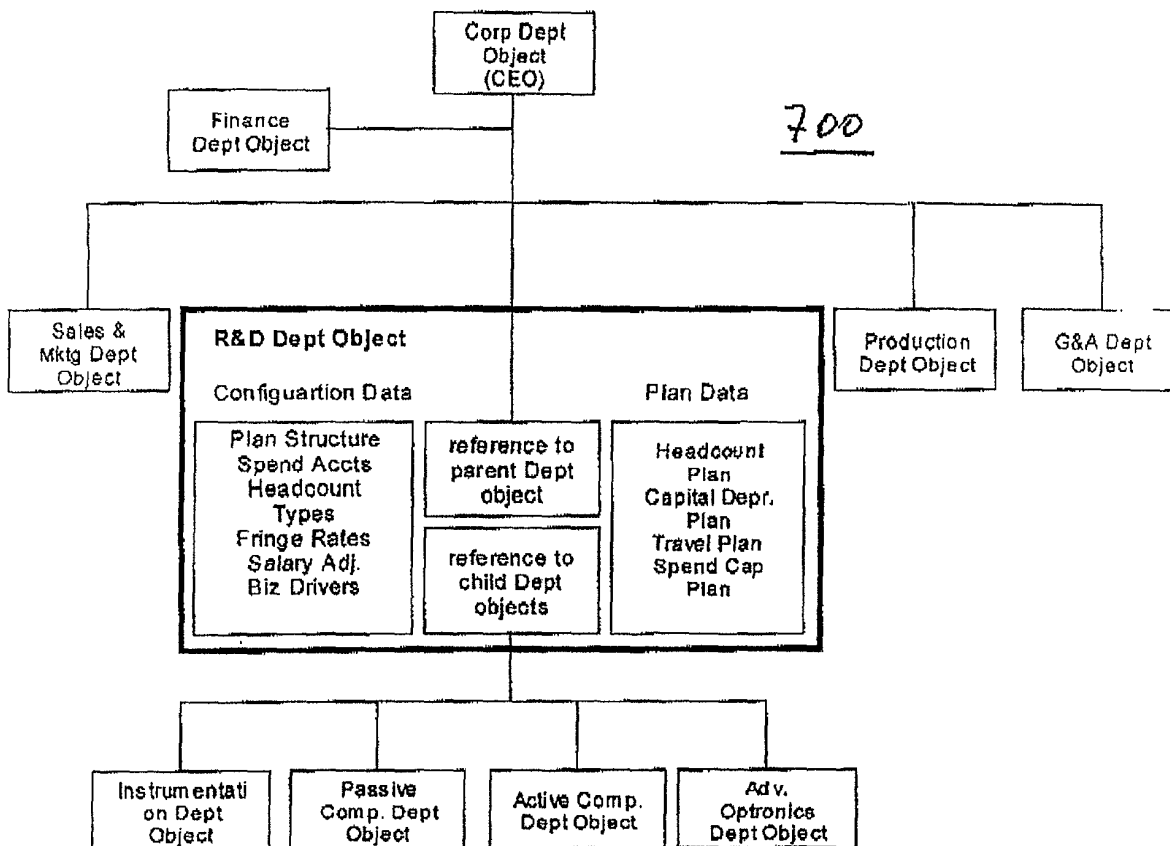 Corp Dept
Object
(CEO)
Finance
Dept Object
700
Sales &
Mktg Dept
Object
R&D Dept Object
Configuartion Data
Plan Structure
Spend Accts
Headcount
Types
Fringe Rates
Salary Adj.
Biz Drivers
reference to
parent Dept
object
reference to
child Dept
objects
Plan Data
Headcount
Plan
Capital Depr.
Plan
Travel Plan
Spend Cap
Plan
Production
Dept Object
G&A Dept
Object
Instrumentati
on Dept
Object
Passive
Comp. Dept
Object
Active Comp.
Dept Object
Adv.
Optronics
Dept Object